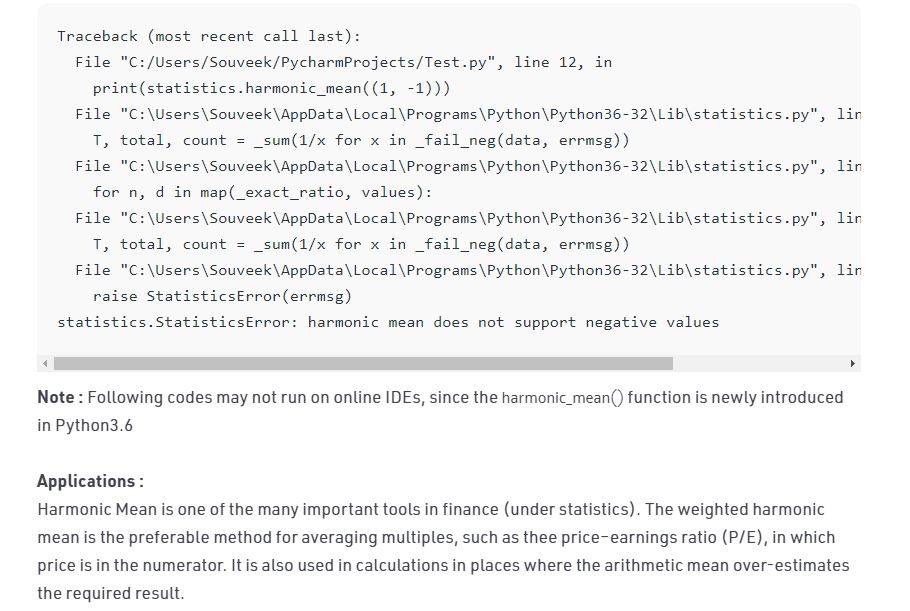 Traceback (most recent call last):
File "C:/Users/Souveek/PycharmProjects/Test.py", line 12, in
print(statistics.harmonic_mean((1, -1)))
File "C:\Users\Souveek\AppData\Local\Programs\Python\Python36-32\Lib\statistics.py", lin
T, total, count = _sum(1/x for x in _fail_neg(data, errmsg))
File "C:\Users\Souveek\AppData\Local\Programs\Python\Python36-32\Lib\statistics.py", lin
for n, d in map(_exact_ratio, values):
File "C:\Users\Souveek\AppData\Local\Programs\Python\Python36-32\Lib\statistics.py", lin
T, total, count = _sum(1/x for x in _fail_neg(data, errmsg))
File "C:\Users\Souveek\AppData\Local\Programs\Python\Python36-32\Lib\statistics.py", lin
raise StatisticsError(errmsg)
statistics.StatisticsError: harmonic mean does not support negative values
Note : Following codes may not run on online IDEs, since the harmonic_mean() function is newly introduced
in Python3.6
Applications :
Harmonic Mean is one of the many important tools in finance (under statistics). The weighted harmonic
mean is the preferable method for averaging multiples, such as thee price–earnings ratio (P/E), in which
price is in the numerator. It is also used in calculations in places where the arithmetic mean over-estimates
the required result.